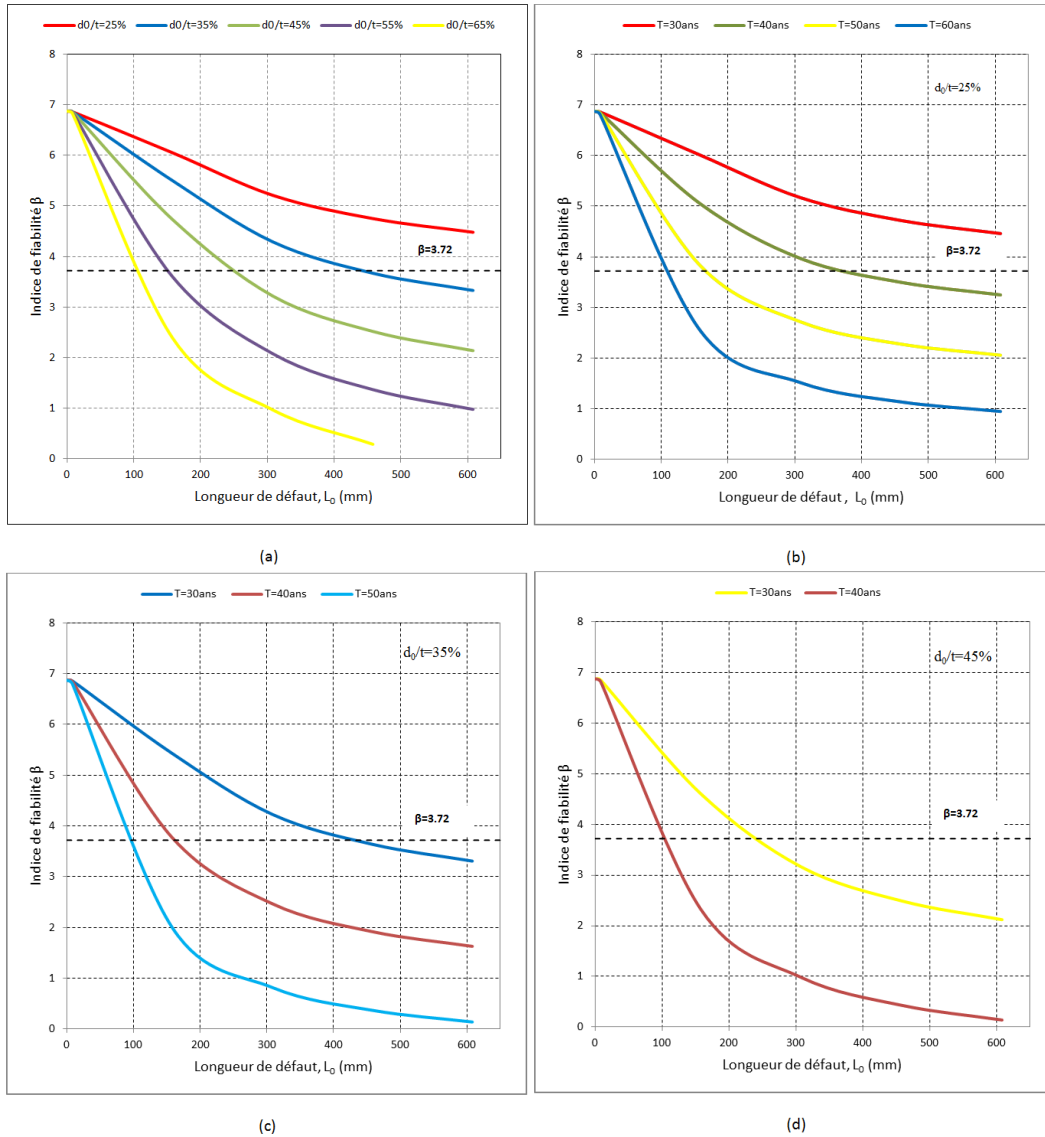 d0/t=25% d0/t=35% d0/t=45% d0/t=55% d0/t=65%
8
7
6
5
4
3
2
1
0
Indice de fiabilité β
β=3.72
0 100 200 300 400 500 600
Longueur de défaut, L₀ (mm)
(a)
T=30ans T=40ans T=50ans T=60ans
d₀/t=25%
8
7
6
5
4
3
2
1
0
Indice de fiabilité β
β=3.72
0 100 200 300 400 500 600
Longueur de défaut , L₀ (mm)
(b)
T=30ans T=40ans T=50ans
d₀/t=35%
8
7
6
5
4
3
2
1
0
Indice de fiabilité β
β=3.72
0 100 200 300 400 500 600
Longueur de défaut, L₀ (mm)
(c)
T=30ans T=40ans
d₀/t=45%
8
7
6
5
4
3
2
1
0
Indice de fiabilité β
β=3.72
0 100 200 300 400 500 600
Longueur de défaut, L₀ (mm)
(d)